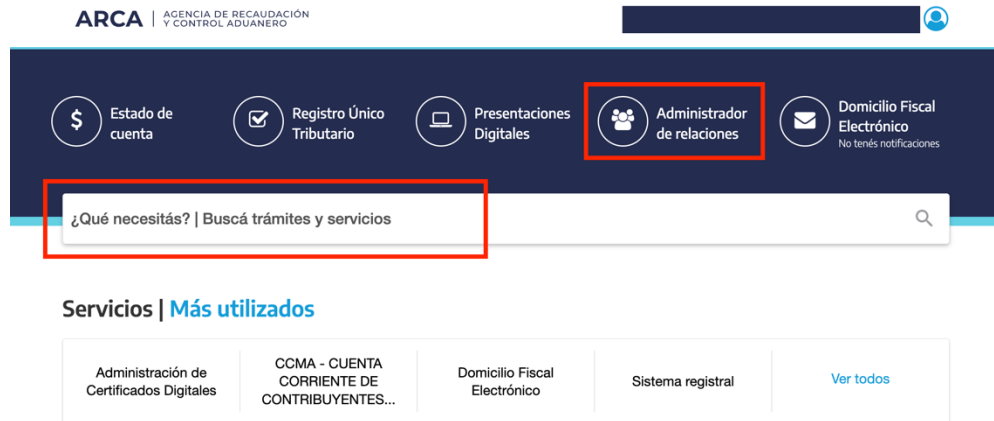 ARCA | AGENCIA DE RECAUDACIÓN
Y CONTROL ADUANERO
$ Estado de
cuenta
Registro Único
Tributario
Presentaciones
Digitales
Administrador
de relaciones
Domicilio Fiscal
Electrónico
No tenés notificaciones
¿Qué necesitás? | Buscá trámites y servicios
Servicios | Más utilizados
Administración de
Certificados Digitales
CCMA - CUENTA
CORRIENTE DE
CONTRIBUYENTES...
Domicilio Fiscal
Electrónico
Sistema registral
Ver todos